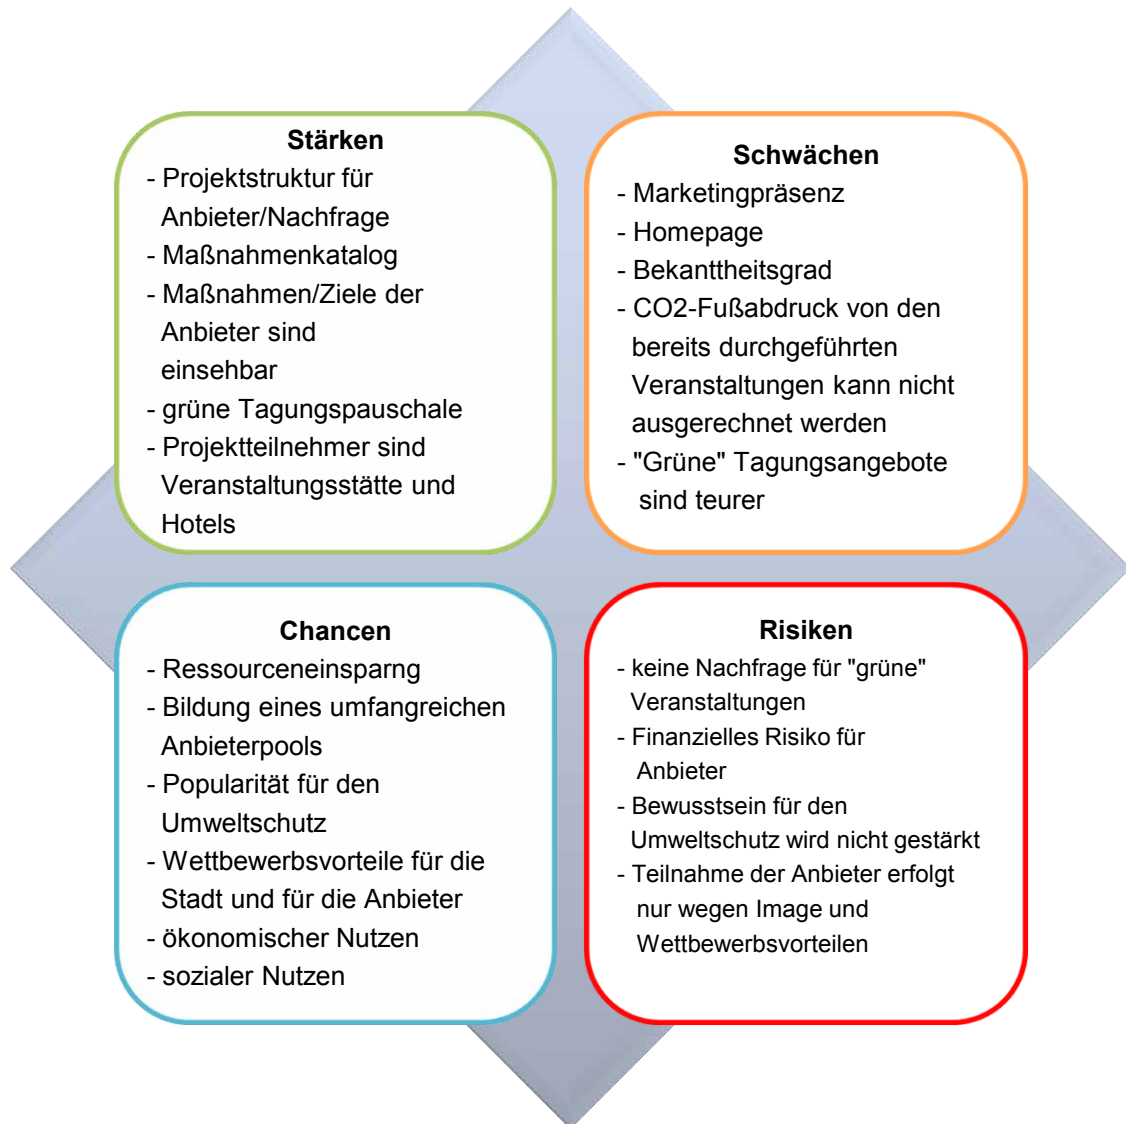 Stärken
- Projektstruktur für
Anbieter/Nachfrage
- Maßnahmenkatalog
- Maßnahmen/Ziele der
Anbieter sind
einsehbar
- grüne Tagungspauschale
- Projektteilnehmer sind
Veranstaltungsstätte und
Hotels
Schwächen
- Marketingpräsenz
- Homepage
- Bekanttheitsgrad
- CO2-Fußabdruck von den
bereits durchgeführten
Veranstaltungen kann nicht
ausgerechnet werden
- "Grüne" Tagungsangebote
sind teurer
Chancen
- Ressourceneinsparng
- Bildung eines umfangreichen
Anbieterpools
- Popularität für den
Umweltschutz
- Wettbewerbsvorteile für die
Stadt und für die Anbieter
- ökonomischer Nutzen
- sozialer Nutzen
Risiken
- keine Nachfrage für "grüne"
Veranstaltungen
- Finanzielles Risiko für
Anbieter
- Bewusstsein für den
Umweltschutz wird nicht gestärkt
- Teilnahme der Anbieter erfolgt
nur wegen Image und
Wettbewerbsvorteilen